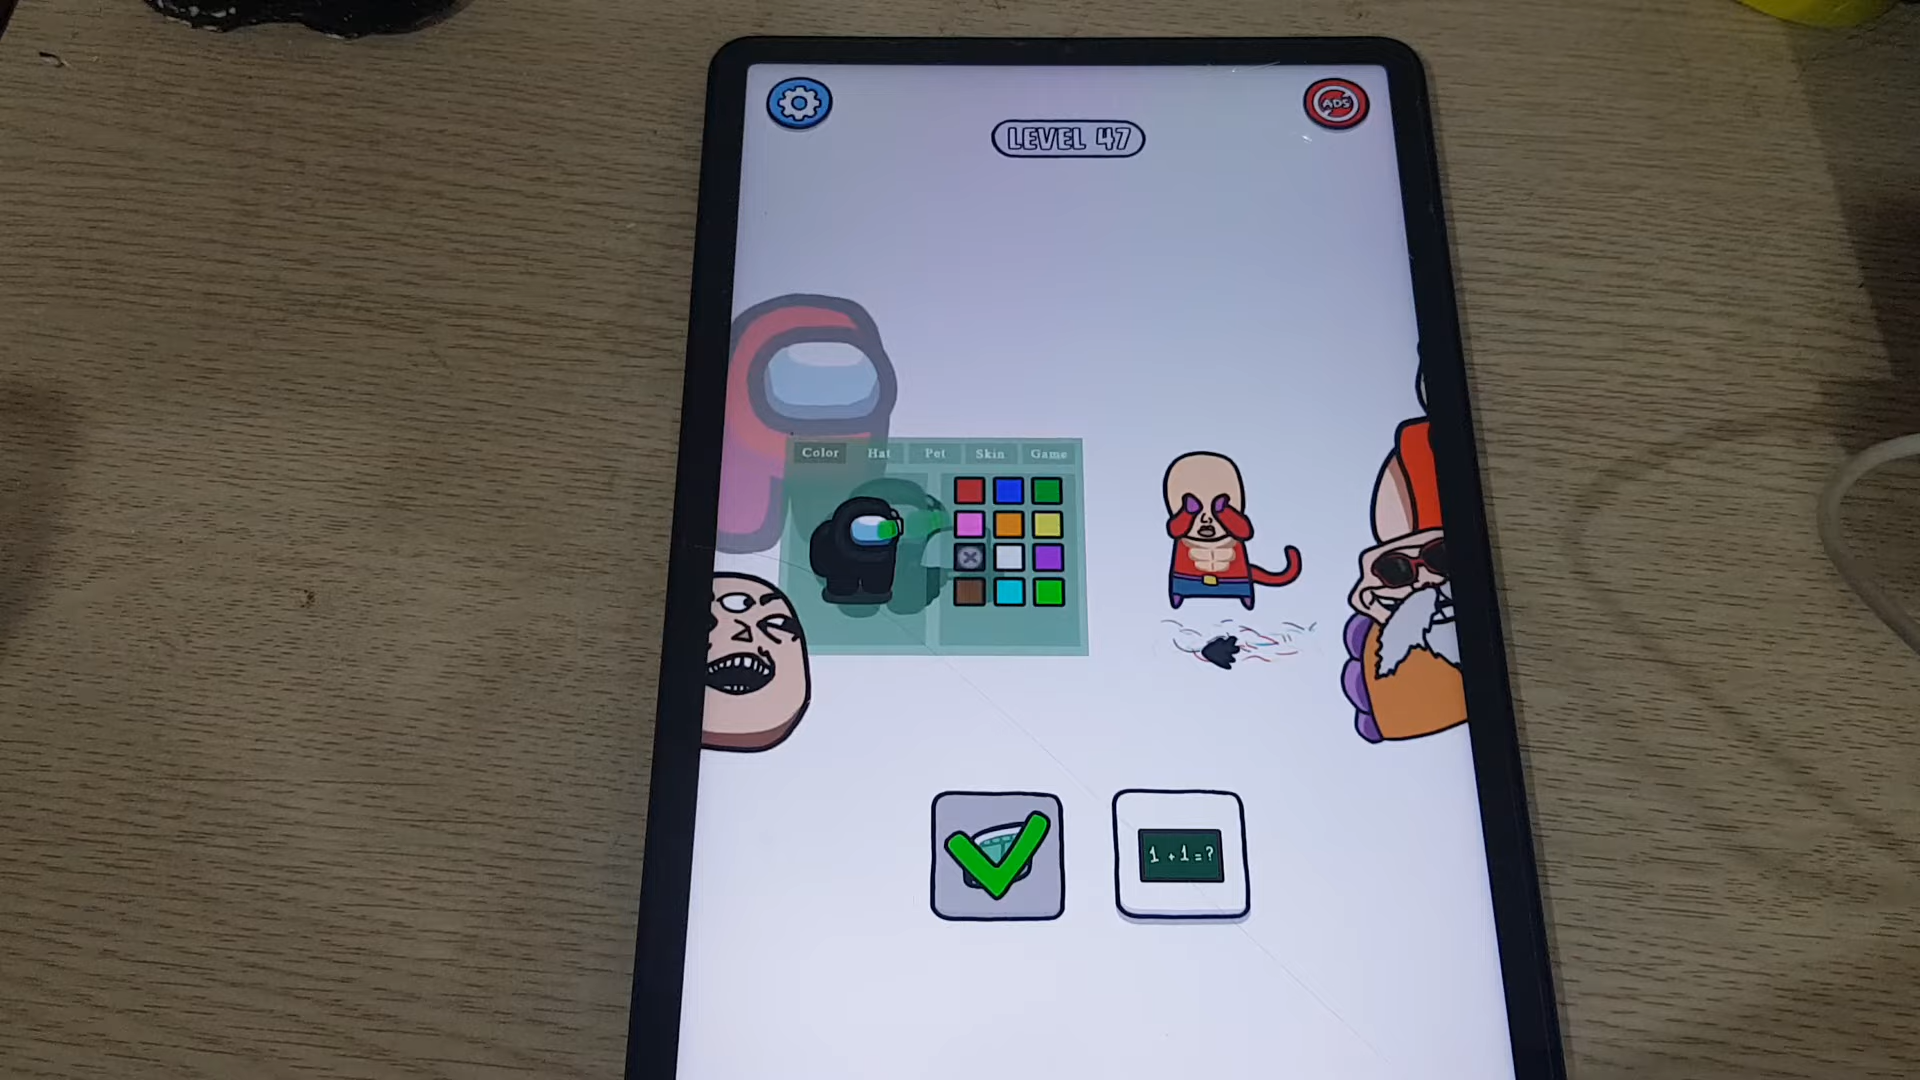 ADS
LEVEL 47
Color Hat Pet Skin Game
1 + 1 = ?